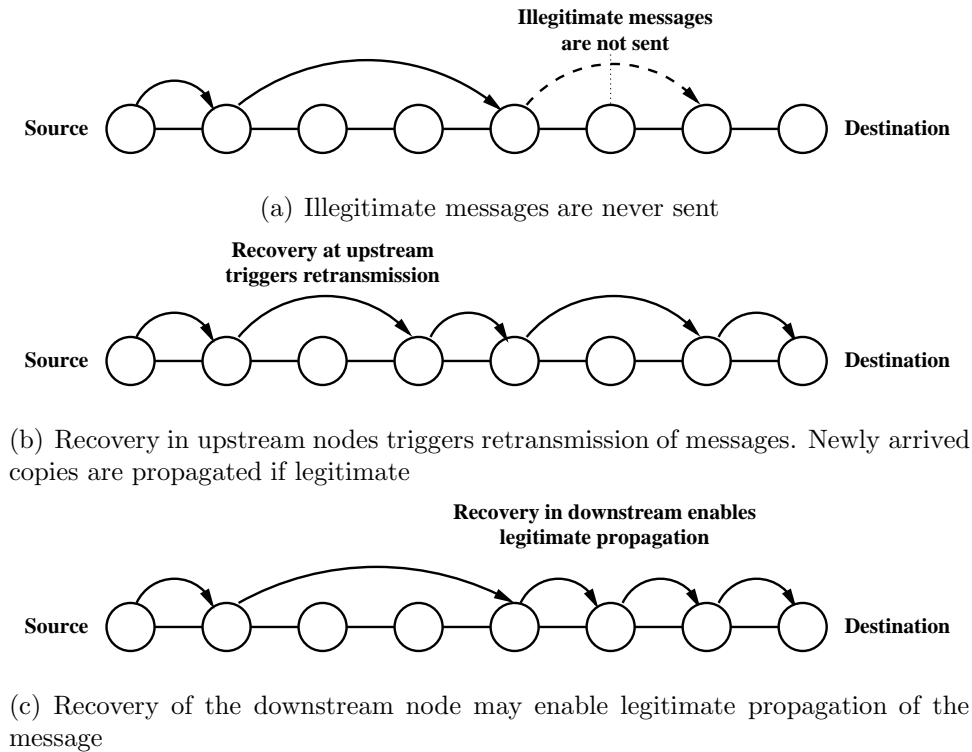 Illegitimate messages
are not sent
Source
Destination
(a) Illegitimate messages are never sent
Recovery at upstream
triggers retransmission
Source
Destination
(b) Recovery in upstream nodes triggers retransmission of messages. Newly arrived
copies are propagated if legitimate
Recovery in downstream enables
legitimate propagation
Source
Destination
(c) Recovery of the downstream node may enable legitimate propagation of the
message